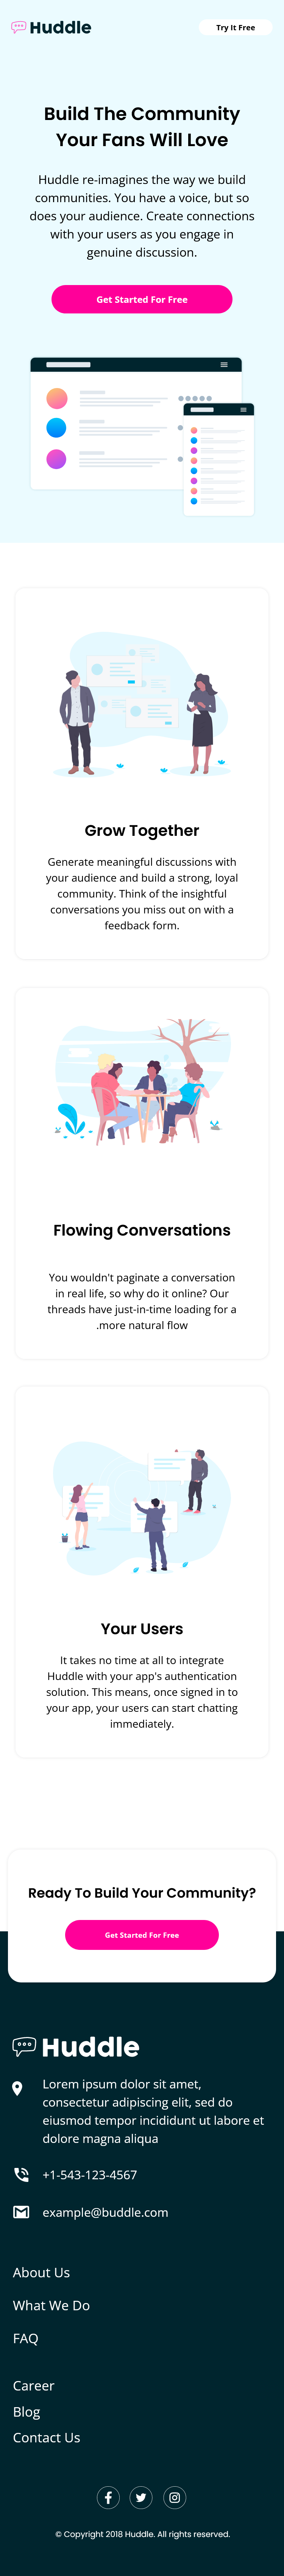 Huddle
Try It Free
Build The Community
Your Fans Will Love
Huddle re-imagines the way we build
communities. You have a voice, but so
does your audience. Create connections
with your users as you engage in
genuine discussion.
Get Started For Free
Grow Together
Generate meaningful discussions with
your audience and build a strong, loyal
community. Think of the insightful
conversations you miss out on with a
feedback form.
Flowing Conversations
You wouldn't paginate a conversation
in real life, so why do it online? Our
threads have just-in-time loading for a
.more natural flow
Your Users
It takes no time at all to integrate
Huddle with your app's authentication
solution. This means, once signed in to
your app, your users can start chatting
immediately.
Ready To Build Your Community?
Get Started For Free
Huddle
Lorem ipsum dolor sit amet,
consectetur adipiscing elit, sed do
eiusmod tempor incididunt ut labore et
dolore magna aliqua
+1-543-123-4567
example@buddle.com
About Us
What We Do
FAQ
Career
Blog
Contact Us
© Copyright 2018 Huddle. All rights reserved.